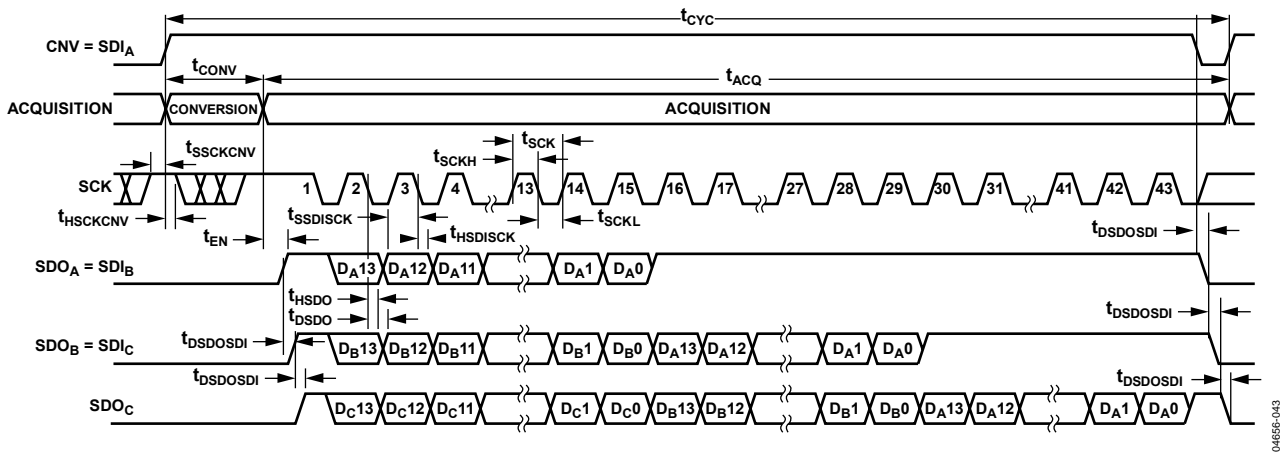 tCYC
CNV = SDIA
tCONV
tACQ
ACQUISITION CONVERSION ACQUISITION
tSSCKCNV
tSCK
tSCKH
SCK 1 2 3 4 13 14 15 16 17 27 28 29 30 31 41 42 43
tHSCKCNV
tSSDISCK
tSCKL
tEN
tHSDISCK
tDSDOSDI
SDOA = SDIB DA13 DA12 DA11 DA1 DA0
tHSDO
tDSDO
tDSDOSDI
tDSDOSDI
SDOB = SDIC DB13 DB12 DB11 DB1 DB0 DA13 DA12 DA1 DA0
tDSDOSDI
tDSDOSDI
SDOC DC13 DC12 DC11 DC1 DC0 DB13 DB12 DB1 DB0 DA13 DA12 DA1 DA0
04656-043